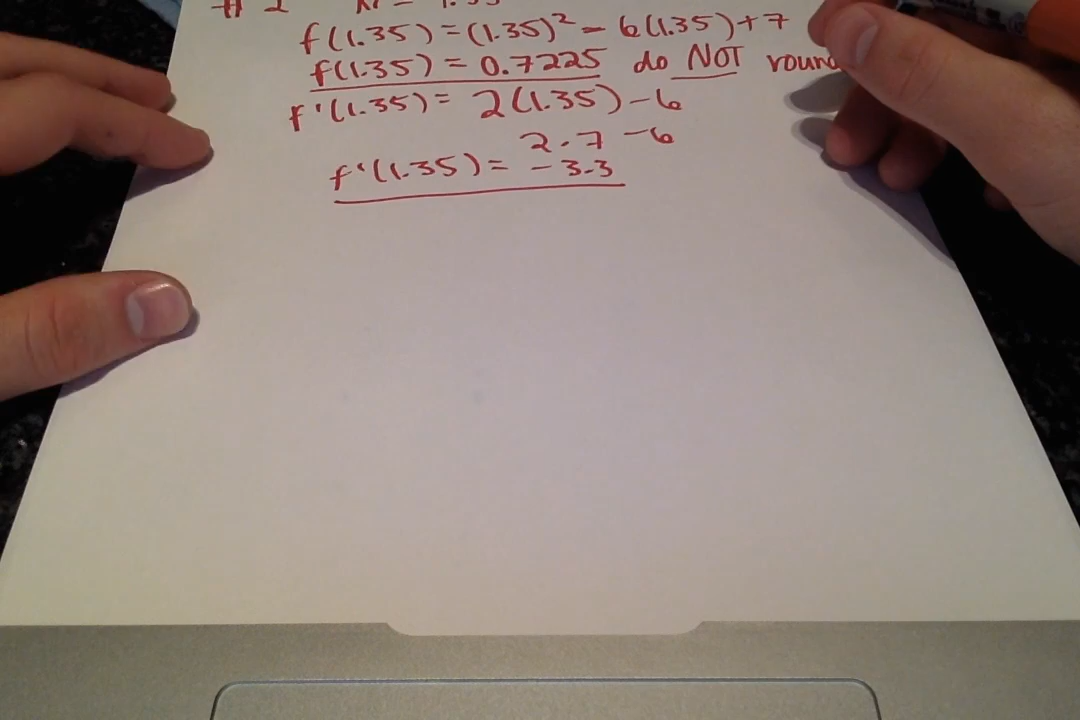 f(1.35) = (1.35)² - 6(1.35) + 7
f(1.35) = 0.7225 do NOT round
f'(1.35) = 2(1.35) - 6
2.7 - 6
f'(1.35) = -3.3